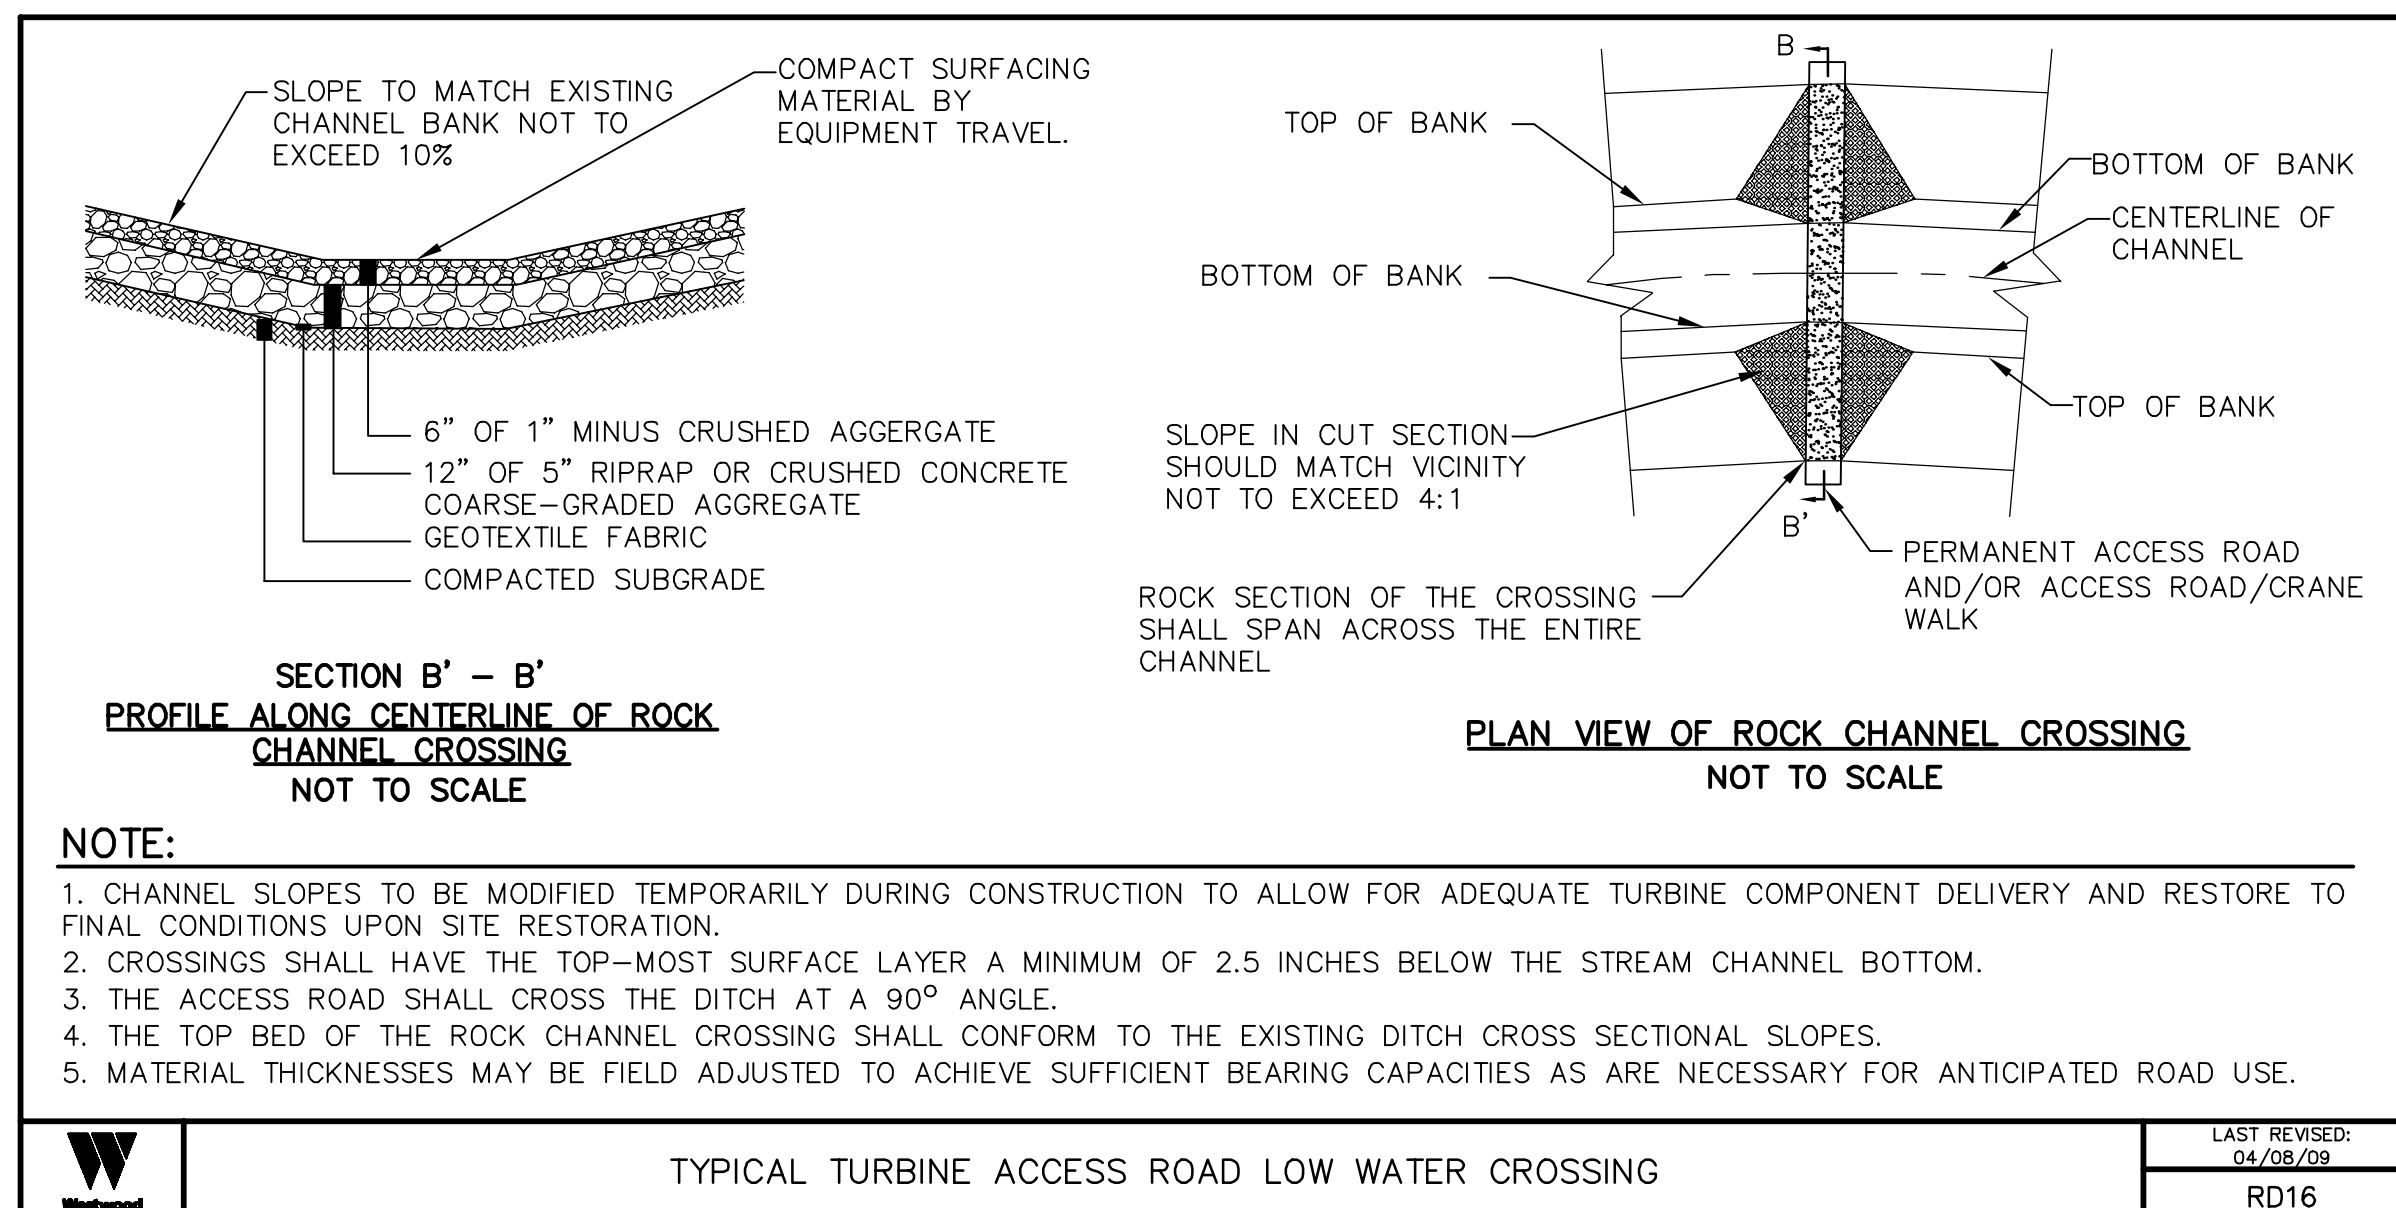 SLOPE TO MATCH EXISTING
CHANNEL BANK NOT TO
EXCEED 10%
COMPACT SURFACING
MATERIAL BY
EQUIPMENT TRAVEL.
6” OF 1” MINUS CRUSHED AGGERGATE
12” OF 5” RIPRAP OR CRUSHED CONCRETE
COARSE-GRADED AGGREGATE
GEOTEXTILE FABRIC
COMPACTED SUBGRADE
SECTION B' - B'
PROFILE ALONG CENTERLINE OF ROCK
CHANNEL CROSSING
NOT TO SCALE
B
TOP OF BANK
BOTTOM OF BANK
CENTERLINE OF
CHANNEL
BOTTOM OF BANK
TOP OF BANK
SLOPE IN CUT SECTION
SHOULD MATCH VICINITY
NOT TO EXCEED 4:1
B'
PERMANENT ACCESS ROAD
AND/OR ACCESS ROAD/CRANE
WALK
ROCK SECTION OF THE CROSSING
SHALL SPAN ACROSS THE ENTIRE
CHANNEL
PLAN VIEW OF ROCK CHANNEL CROSSING
NOT TO SCALE
NOTE:
1. CHANNEL SLOPES TO BE MODIFIED TEMPORARILY DURING CONSTRUCTION TO ALLOW FOR ADEQUATE TURBINE COMPONENT DELIVERY AND RESTORE TO
FINAL CONDITIONS UPON SITE RESTORATION.
2. CROSSINGS SHALL HAVE THE TOP-MOST SURFACE LAYER A MINIMUM OF 2.5 INCHES BELOW THE STREAM CHANNEL BOTTOM.
3. THE ACCESS ROAD SHALL CROSS THE DITCH AT A 90° ANGLE.
4. THE TOP BED OF THE ROCK CHANNEL CROSSING SHALL CONFORM TO THE EXISTING DITCH CROSS SECTIONAL SLOPES.
5. MATERIAL THICKNESSES MAY BE FIELD ADJUSTED TO ACHIEVE SUFFICIENT BEARING CAPACITIES AS ARE NECESSARY FOR ANTICIPATED ROAD USE.
Westwood
TYPICAL TURBINE ACCESS ROAD LOW WATER CROSSING
LAST REVISED:
04/08/09
RD16